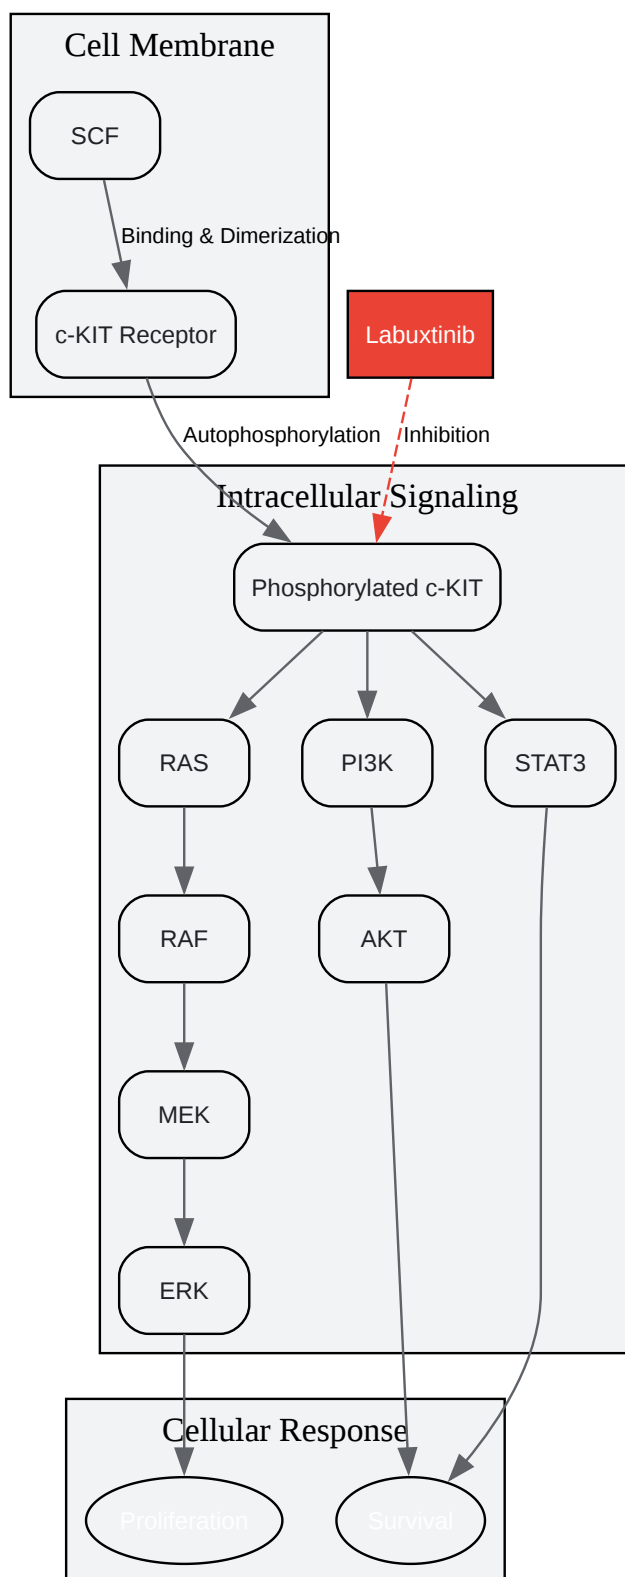 Cell Membrane
SCF
Binding & Dimerization
c-KIT Receptor
Labuxtinib
Autophosphorylation
Inhibition
Intracellular Signaling
Phosphorylated c-KIT
RAS
PI3K
STAT3
RAF
AKT
MEK
ERK
Cellular Response
Proliferation
Survival